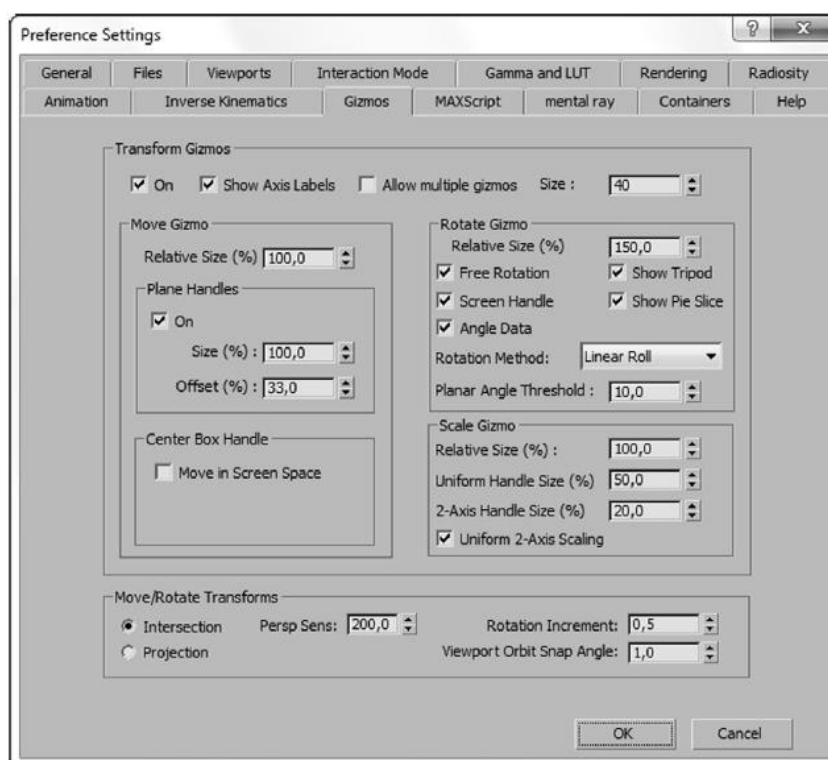 Preference Settings
General Files Viewports Interaction Mode Gamma and LUT Rendering Radiosity
Animation Inverse Kinematics Gizmos MAXScript mental ray Containers Help
Transform Gizmos
On Show Axis Labels Allow multiple gizmos Size : 40
Move Gizmo
Relative Size (%) 100,0
Plane Handles
On
Size (%) : 100,0
Offset (%) : 33,0
Center Box Handle
Move in Screen Space
Rotate Gizmo
Relative Size (%) 150,0
Free Rotation Show Tripod
Screen Handle Show Pie Slice
Angle Data
Rotation Method: Linear Roll
Planar Angle Threshold : 10,0
Scale Gizmo
Relative Size (%) : 100,0
Uniform Handle Size (%) 50,0
2-Axis Handle Size (%) 20,0
Uniform 2-Axis Scaling
Move/Rotate Transforms
Intersection Persp Sens: 200,0 Rotation Increment: 0,5
Projection Viewport Orbit Snap Angle: 1,0
OK Cancel